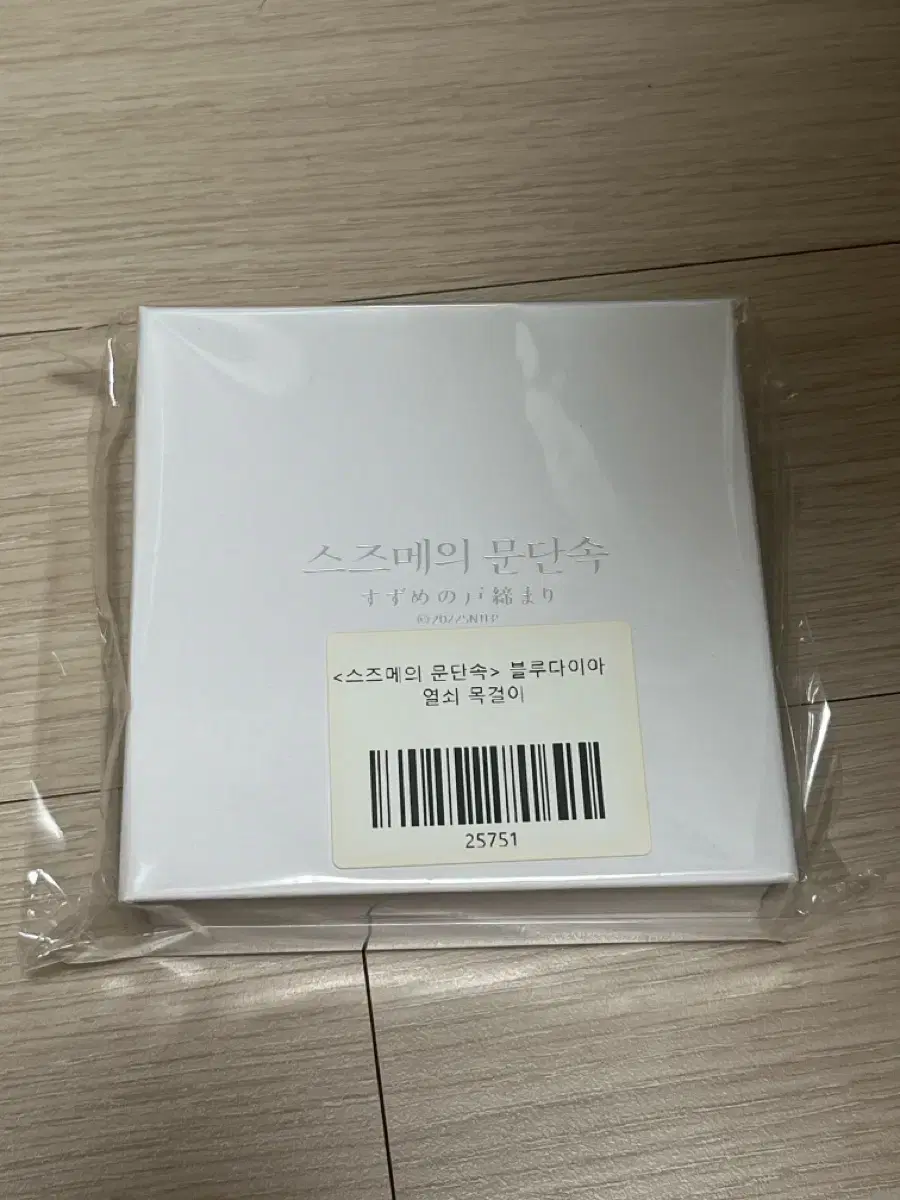 스즈메의 문단속
すずめの戸締まり
<스즈메의 문단속> 블루다이아
열쇠 목걸이
25751